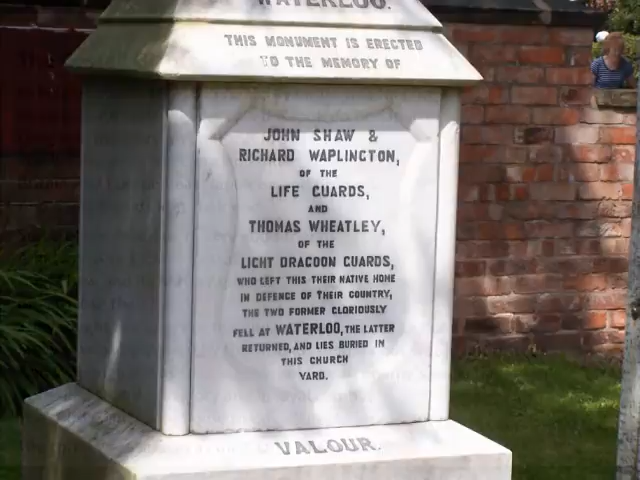 WATERLOO.
THIS MONUMENT IS ERECTED
TO THE MEMORY OF
JOHN SHAW &
RICHARD WAPLINGTON,
OF THE
LIFE GUARDS,
AND
THOMAS WHEATLEY,
OF THE
LIGHT DRAGOON GUARDS,
WHO LEFT THIS THEIR NATIVE HOME
IN DEFENCE OF THEIR COUNTRY,
THE TWO FORMER GLORIOUSLY
FELL AT WATERLOO, THE LATTER
RETURNED, AND LIES BURIED IN
THIS CHURCH
YARD.
VALOUR.